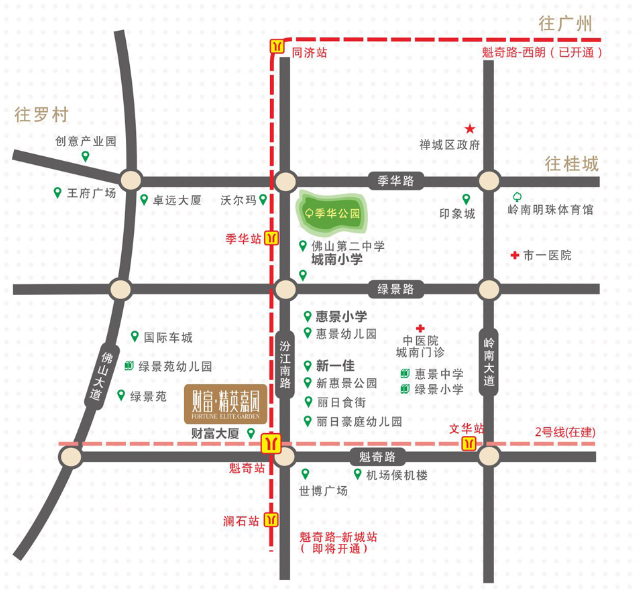 往广州
同济站
魁奇路-西朗（已开通）
往罗村
创意产业园
禅城区政府
往桂城
季华路
王府广场
卓远大厦
沃尔玛
季华公园
印象城
岭南明珠体育馆
季华站
佛山第二中学
城南小学
市一医院
绿景路
惠景小学
惠景幼儿园
国际车城
中医院
城南门诊
汾江南路
岭南大道
佛山大道
绿景苑幼儿园
新一佳
惠景中学
新惠景公园
绿景小学
绿景苑
财富·精英嘉园
FORTUNE, ELITE GARDEN
丽日食街
丽日豪庭幼儿园
财富大厦
文华站
2号线(在建)
魁奇站
魁奇路
世博广场
机场候机楼
澜石站
魁奇路-新城站
（即将开通）